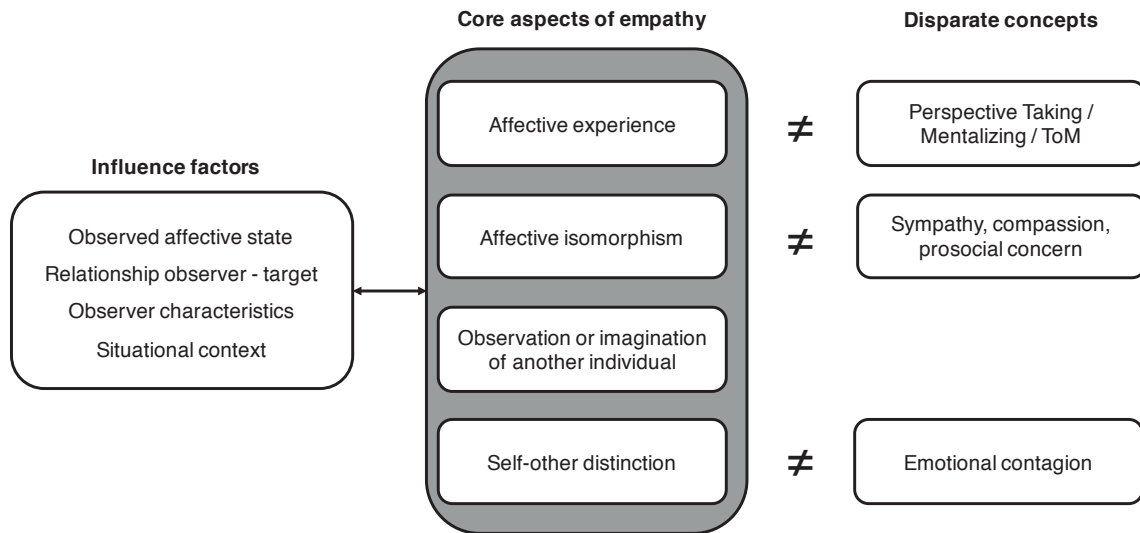 Core aspects of empathy
Disparate concepts
Affective experience
≠
Perspective Taking /
Mentalizing / ToM
Influence factors
Observed affective state
Relationship observer - target
Observer characteristics
Situational context
Affective isomorphism
≠
Sympathy, compassion,
prosocial concern
Observation or imagination
of another individual
Self-other distinction
≠
Emotional contagion